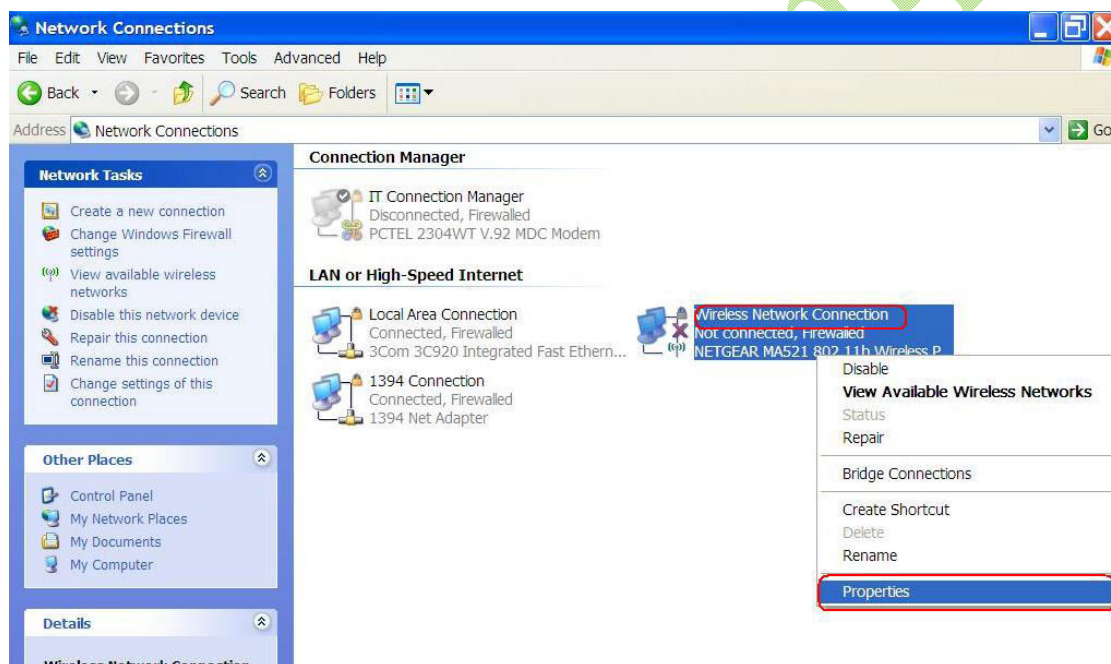 Network Connections
File Edit View Favorites Tools Advanced Help
Back Search Folders
Address Network Connections Go
Network Tasks
Create a new connection
Change Windows Firewall
settings
View available wireless
networks
Disable this network device
Repair this connection
Rename this connection
Change settings of this
connection
Other Places
Control Panel
My Network Places
My Documents
My Computer
Details
Wireless Network Connection
Connection Manager
IT Connection Manager
Disconnected, Firewalled
PCTEL 2304WT V.92 MDC Modem
LAN or High-Speed Internet
Local Area Connection
Connected, Firewalled
3Com 3C920 Integrated Fast Ethern...
1394 Connection
Connected, Firewalled
1394 Net Adapter
Wireless Network Connection
Not connected, Firewalled
NETGEAR MA521 802.11b Wireless P
Disable
View Available Wireless Networks
Status
Repair
Bridge Connections
Create Shortcut
Delete
Rename
Properties